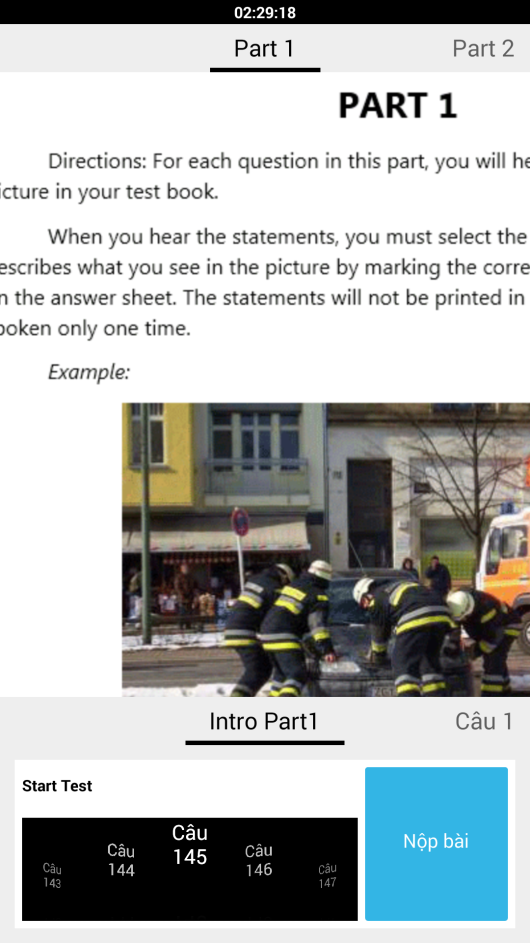 02:29:18
Part 1 Part 2
PART 1
Directions: For each question in this part, you will he
icture in your test book.
When you hear the statements, you must select the
escribes what you see in the picture by marking the corre
n the answer sheet. The statements will not be printed in
poken only one time.
Example:
Intro Part1 Câu 1
Start Test
Nộp bài
Câu 143 Câu 144 Câu 145 Câu 146 Câu 147